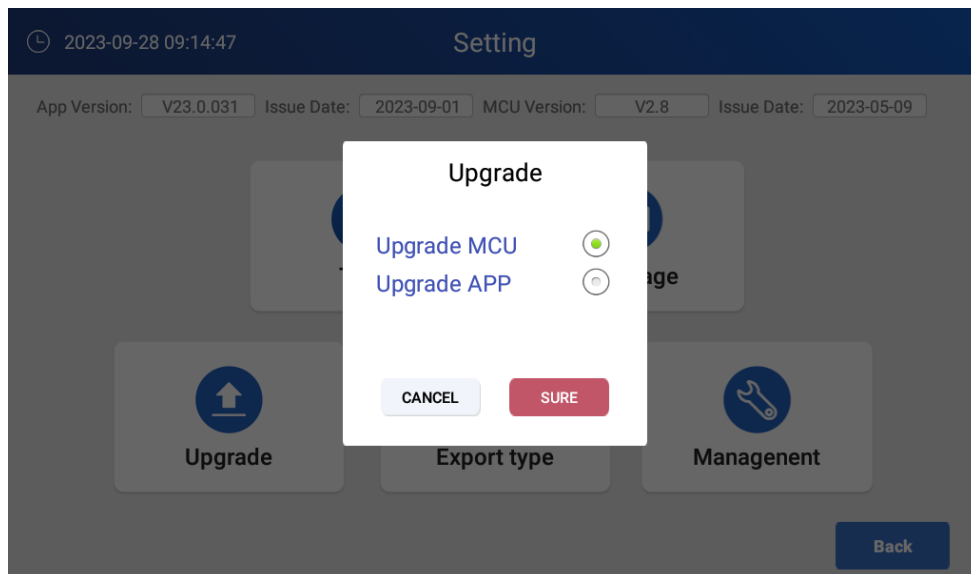 2023-09-28 09:14:47
Setting
App Version: V23.0.031 Issue Date: 2023-09-01 MCU Version: V2.8 Issue Date: 2023-05-09
Upgrade
Upgrade MCU
Upgrade APP
CANCEL SURE
Upgrade
Export type
Managenent
Back